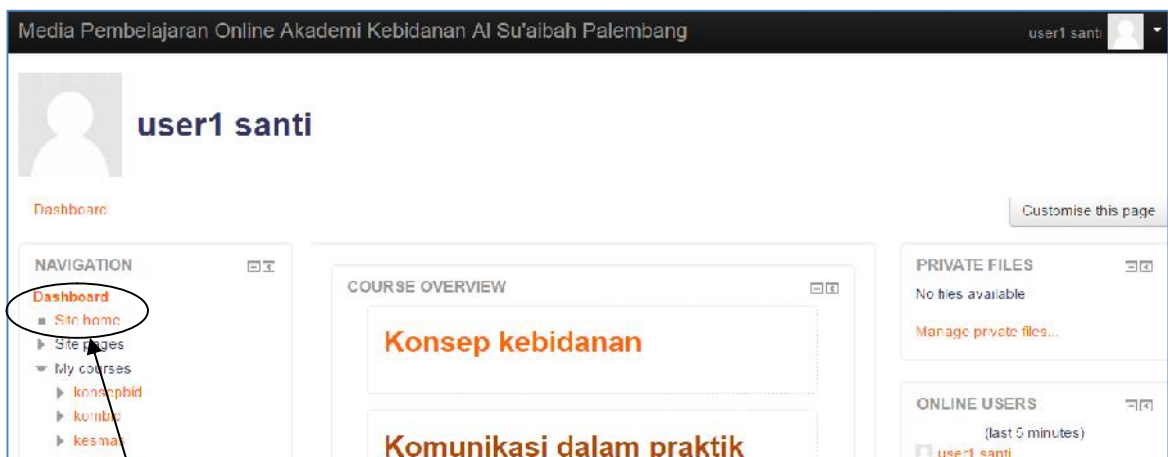 Media Pembelajaran Online Akademi Kebidanan Al Su'aibah Palembang
user1 santi
user1 santi
Dashboard
Customise this page
NAVIGATION
Dashboard
Site home
Site pages
My courses
konsepbid
kombid
kesmas
COURSE OVERVIEW
Konsep kebidanan
Komunikasi dalam praktik
PRIVATE FILES
No files available
Manage private files...
ONLINE USERS
(last 5 minutes)
user1 santi